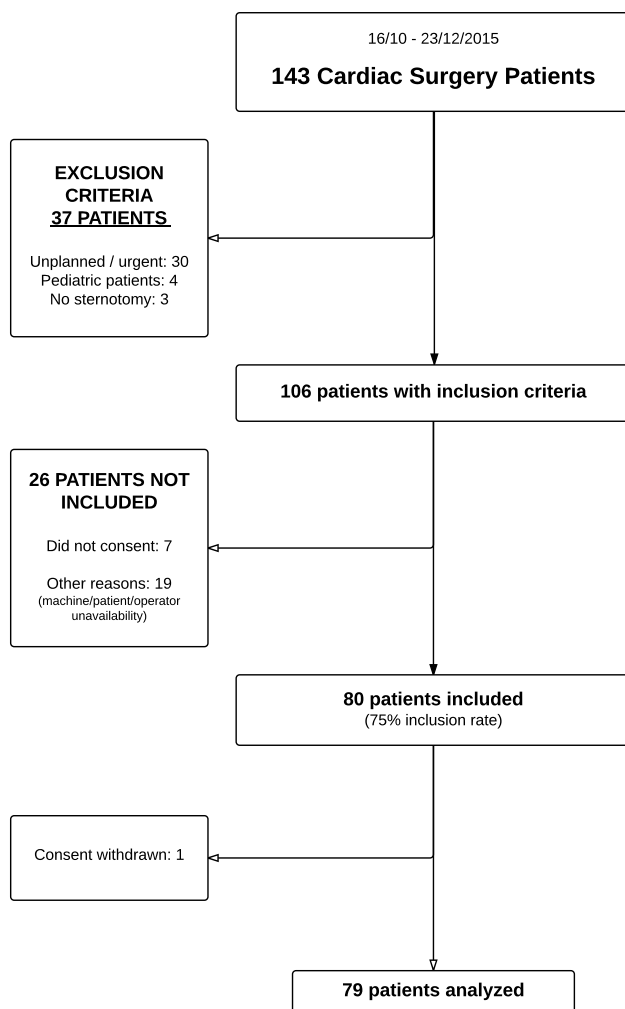 16/10 - 23/12/2015
143 Cardiac Surgery Patients
EXCLUSION
CRITERIA
37 PATIENTS
Unplanned / urgent: 30
Pediatric patients: 4
No sternotomy: 3
106 patients with inclusion criteria
26 PATIENTS NOT
INCLUDED
Did not consent: 7
Other reasons: 19
(machine/patient/operator
unavailability)
80 patients included
(75% inclusion rate)
Consent withdrawn: 1
79 patients analyzed